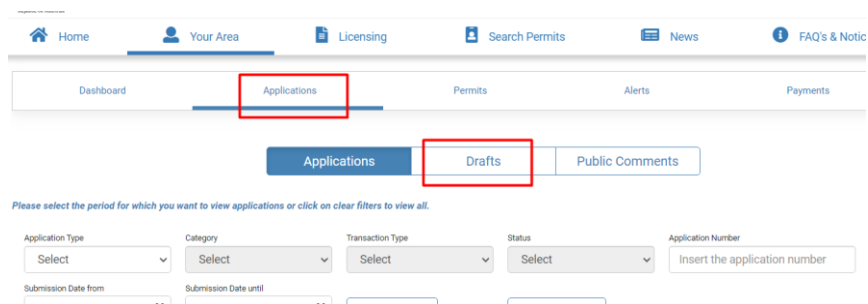 Home Your Area Licensing Search Permits News FAQ's & Notic
Dashboard Applications Permits Alerts Payments
Applications Drafts Public Comments
Please select the period for which you want to view applications or click on clear filters to view all.
Application Type Category Transaction Type Status Application Number
Select Select Select Select Insert the application number
Submission Date from Submission Date until